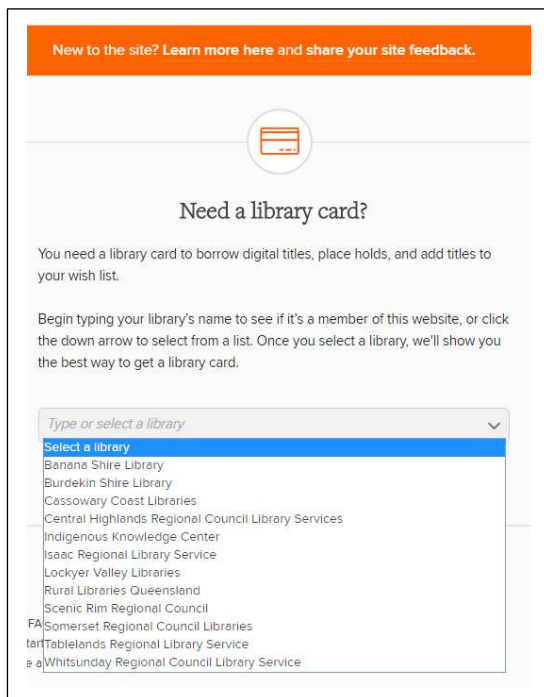 New to the site? Learn more here and share your site feedback.
Need a library card?
You need a library card to borrow digital titles, place holds, and add titles to
your wish list.
Begin typing your library's name to see if it's a member of this website, or click
the down arrow to select from a list. Once you select a library, we'll show you
the best way to get a library card.
Type or select a library
Select a library
Banana Shire Library
Burdekin Shire Library
Cassowary Coast Libraries
Central Highlands Regional Council Library Services
Indigenous Knowledge Center
Isaac Regional Library Service
Lockyer Valley Libraries
Rural Libraries Queensland
Scenic Rim Regional Council
FA Somerset Regional Council Libraries
tart Tablelands Regional Library Service
e a Whitsunday Regional Council Library Service